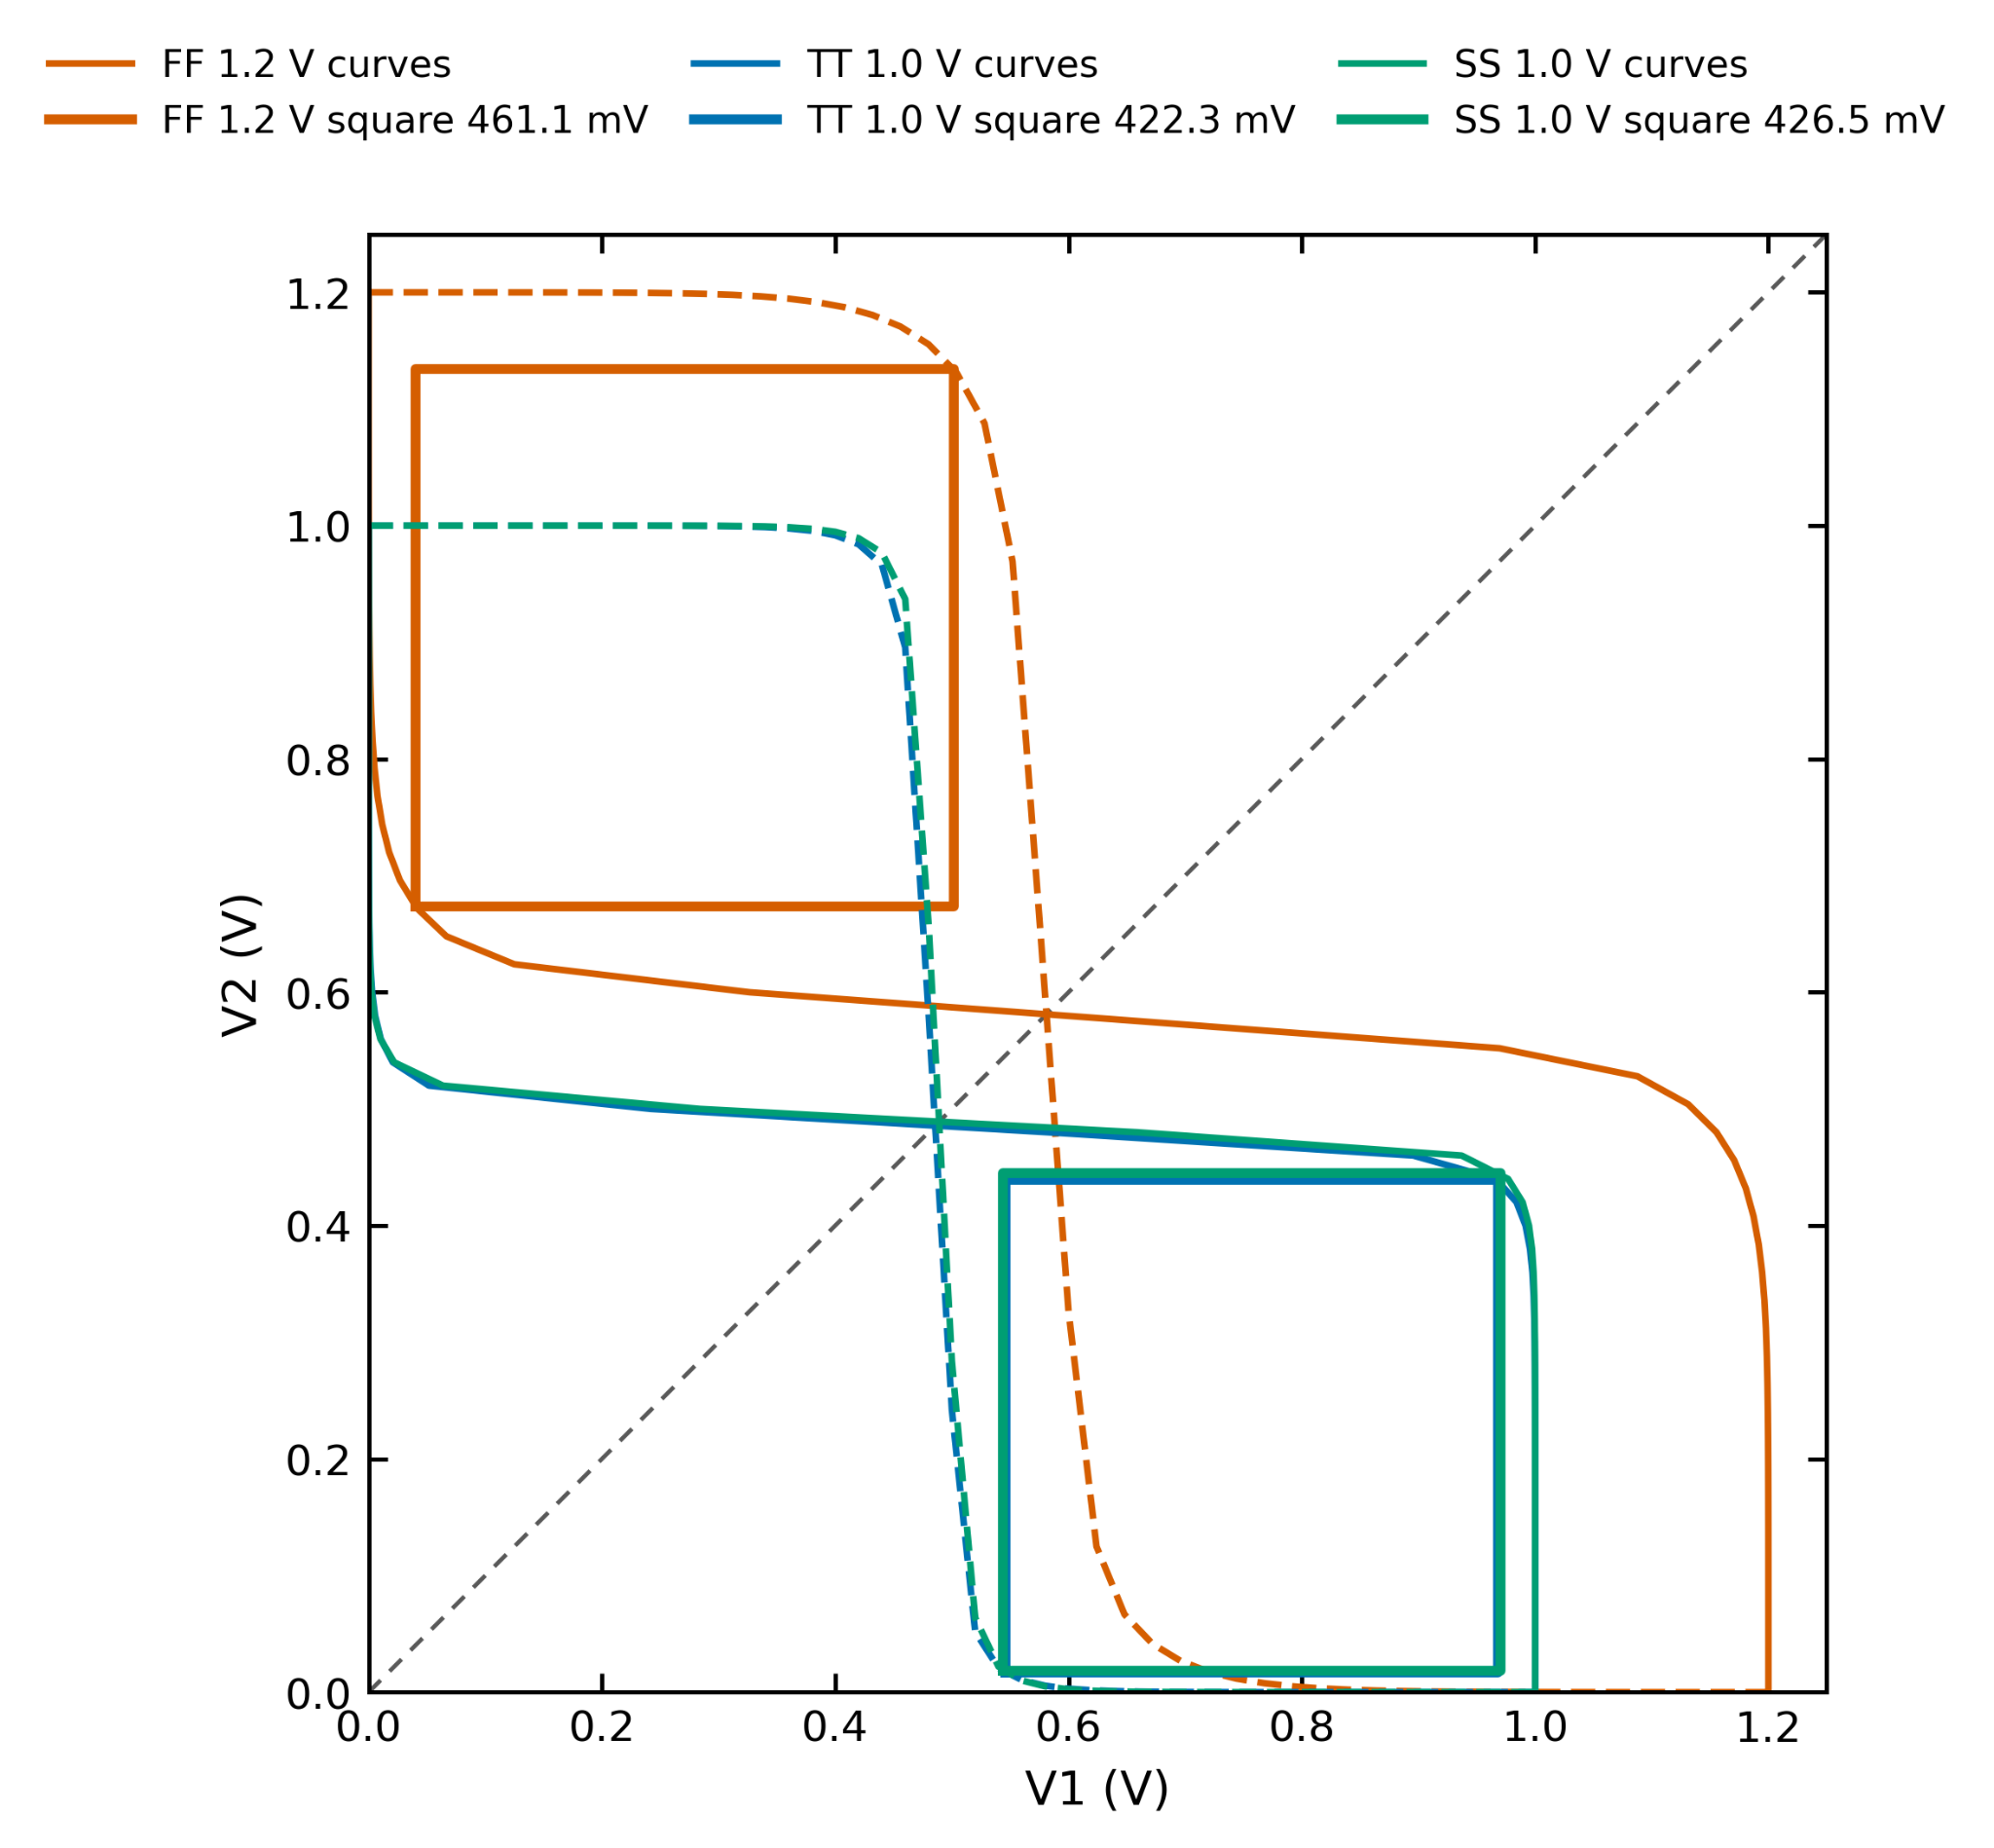 FF 1.2 V curves
FF 1.2 V square 461.1 mV
TT 1.0 V curves
TT 1.0 V square 422.3 mV
SS 1.0 V curves
SS 1.0 V square 426.5 mV
V2 (V)
1.2
1.0
0.8
0.6
0.4
0.2
0.0
0.0 0.2 0.4 0.6 0.8 1.0 1.2
V1 (V)